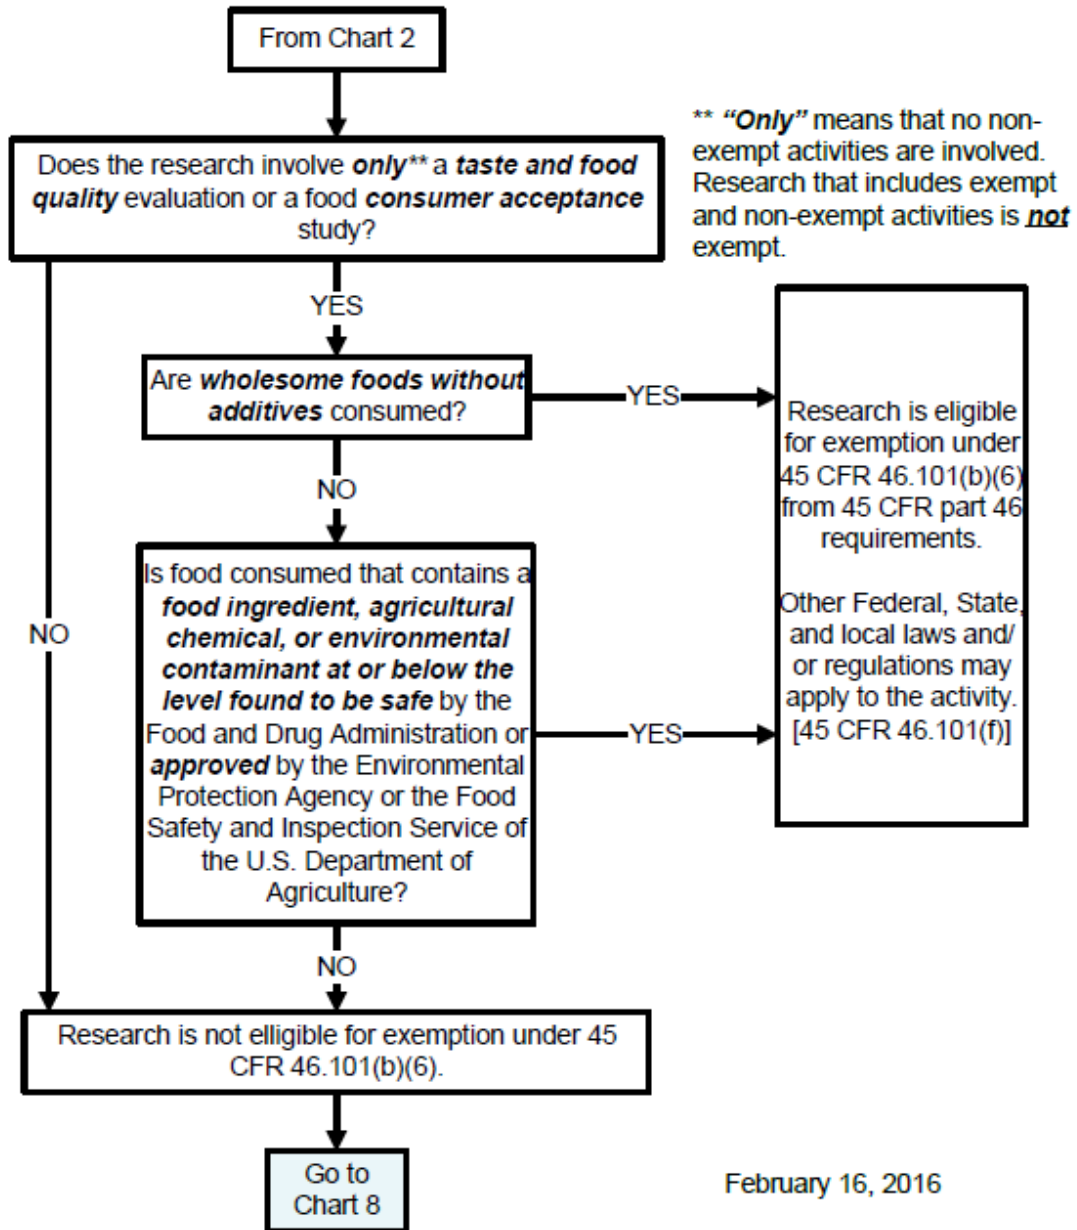 From Chart 2
** “Only” means that no non-
exempt activities are involved.
Research that includes exempt
and non-exempt activities is not
exempt.
Does the research involve only** a taste and food
quality evaluation or a food consumer acceptance
study?
YES
NO
Are wholesome foods without
additives consumed?
YES
NO
Is food consumed that contains a
food ingredient, agricultural
chemical, or environmental
contaminant at or below the
level found to be safe by the
Food and Drug Administration or
approved by the Environmental
Protection Agency or the Food
Safety and Inspection Service of
the U.S. Department of
Agriculture?
YES
NO
Research is eligible
for exemption under
45 CFR 46.101(b)(6)
from 45 CFR part 46
requirements.
Other Federal, State,
and local laws and/
or regulations may
apply to the activity.
[45 CFR 46.101(f)]
Research is not elligible for exemption under 45
CFR 46.101(b)(6).
Go to
Chart 8
February 16, 2016